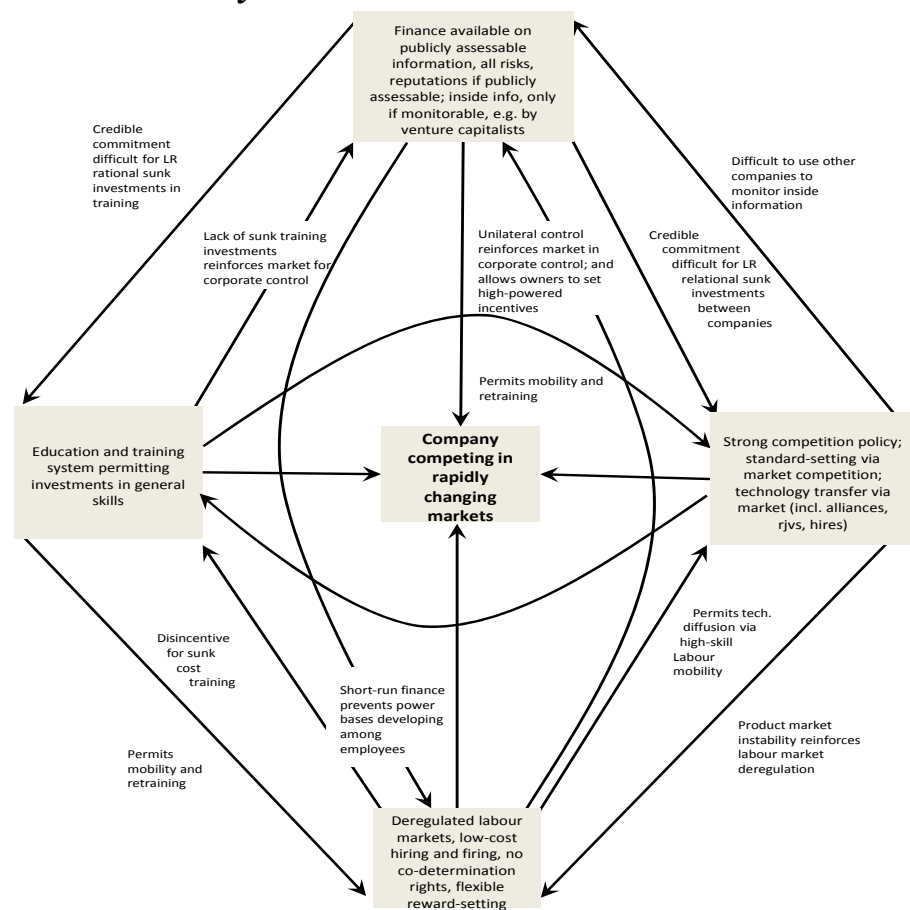 Finance available on
publicly assessable
information, all risks,
reputations if publicly
assessable; inside info, only
if monitorable, e.g. by
venture capitalists
Credible
commitment
difficult for LR
rational sunk
investments in
training
Difficult to use other
companies to
monitor inside
information
Lack of sunk training
investments
reinforces market for
corporate control
Unilateral control
reinforces market in
corporate control; and
allows owners to set
high-powered
incentives
Credible
commitment
difficult for LR
relational sunk
investments
between
companies
Permits mobility and
retraining
Education and training
system permitting
investments in general
skills
Company
competing in
rapidly
changing
markets
Strong competition policy;
standard-setting via
market competition;
technology transfer via
market (incl. alliances,
rjvs, hires)
Disincentive
for sunk
cost
training
Permits tech.
diffusion via
high-skill
Labour
mobility
Short-run finance
prevents power
bases developing
among
employees
Permits
mobility and
retraining
Product market
instability reinforces
labour market
deregulation
Deregulated labour
markets, low-cost
hiring and firing, no
co-determination
rights, flexible
reward-setting